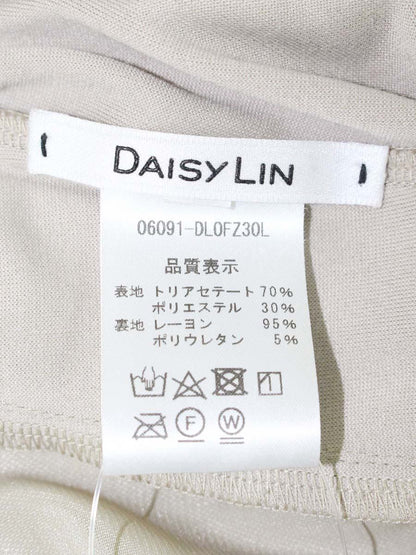 DAISY LIN
06091-DL0FZ30L
品質表示
表地 トリアセテート 70%
ポリエステル 30%
裏地 レーヨン 95%
ポリウレタン 5%
F W